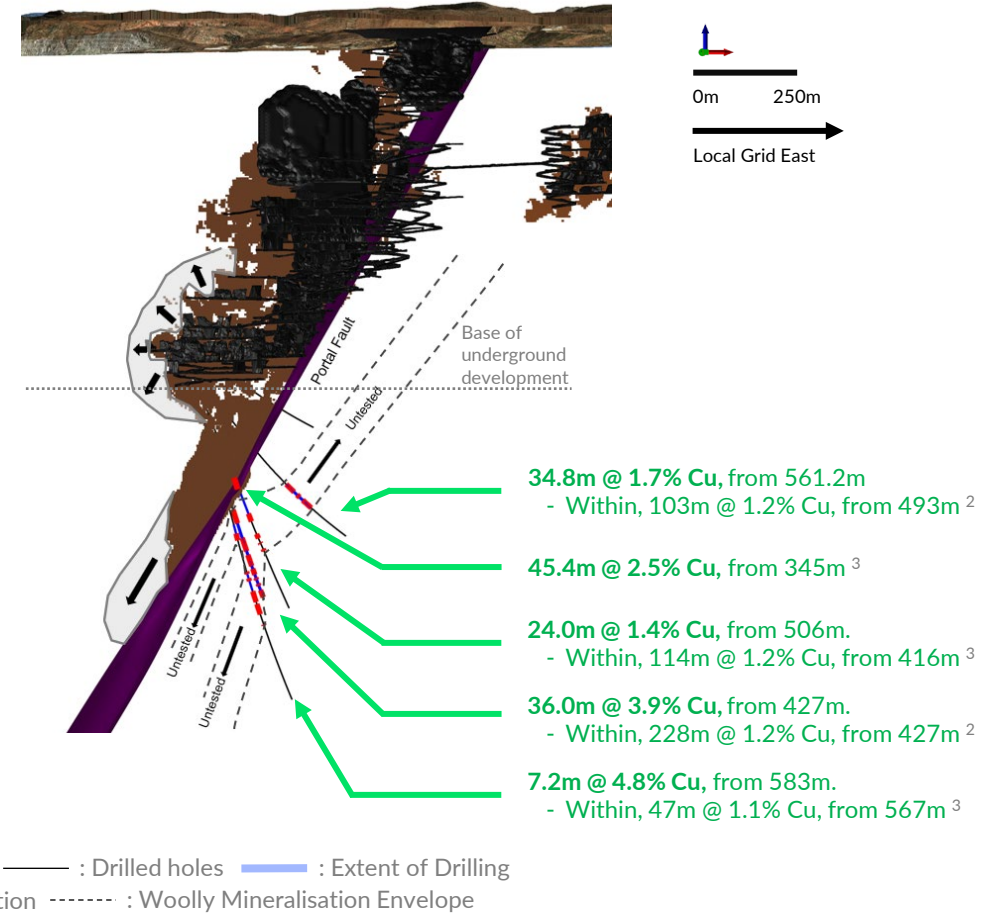 0m 250m
Local Grid East
Portal Fault
Base of
underground
development
Untested
34.8m @ 1.7% Cu, from 561.2m
- Within, 103m @ 1.2% Cu, from 493m 2
45.4m @ 2.5% Cu, from 345m 3
24.0m @ 1.4% Cu, from 506m.
- Within, 114m @ 1.2% Cu, from 416m 3
Untested
Untested
36.0m @ 3.9% Cu, from 427m.
- Within, 228m @ 1.2% Cu, from 427m 2
7.2m @ 4.8% Cu, from 583m.
- Within, 47m @ 1.1% Cu, from 567m 3
: Drilled holes : Extent of Drilling
tion : Woolly Mineralisation Envelope